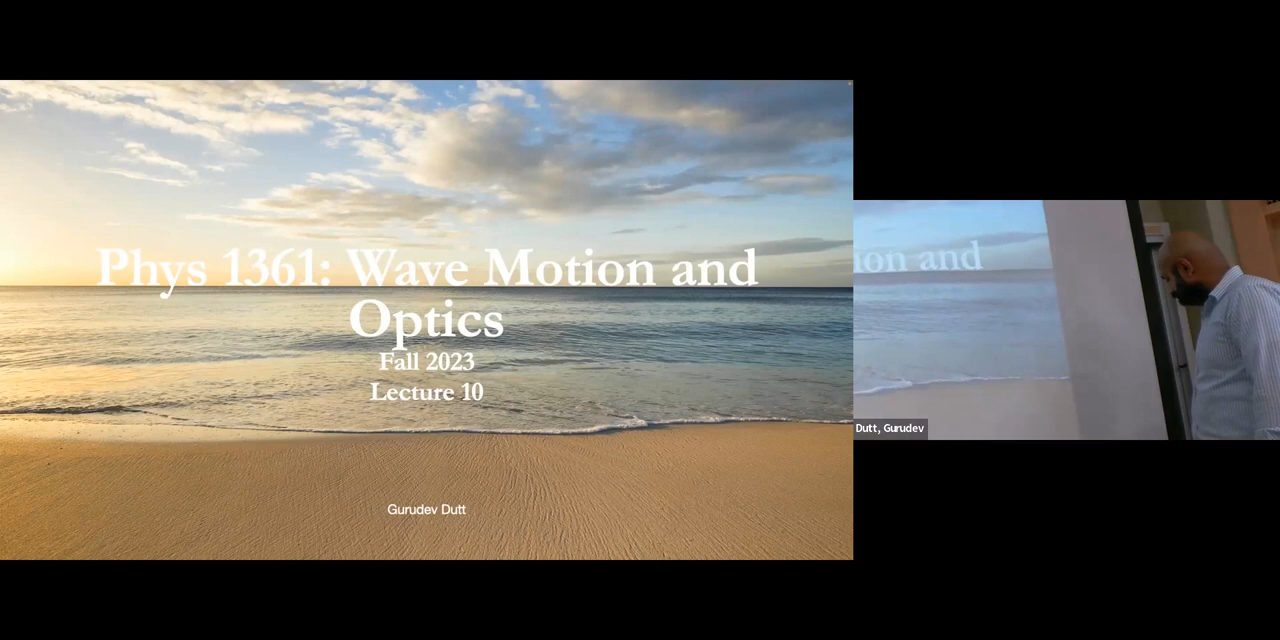 Phys 1361: Wave Motion and
Optics
Fall 2023
Lecture 10
Gurudev Dutt
ion and
Dutt, Gurudev